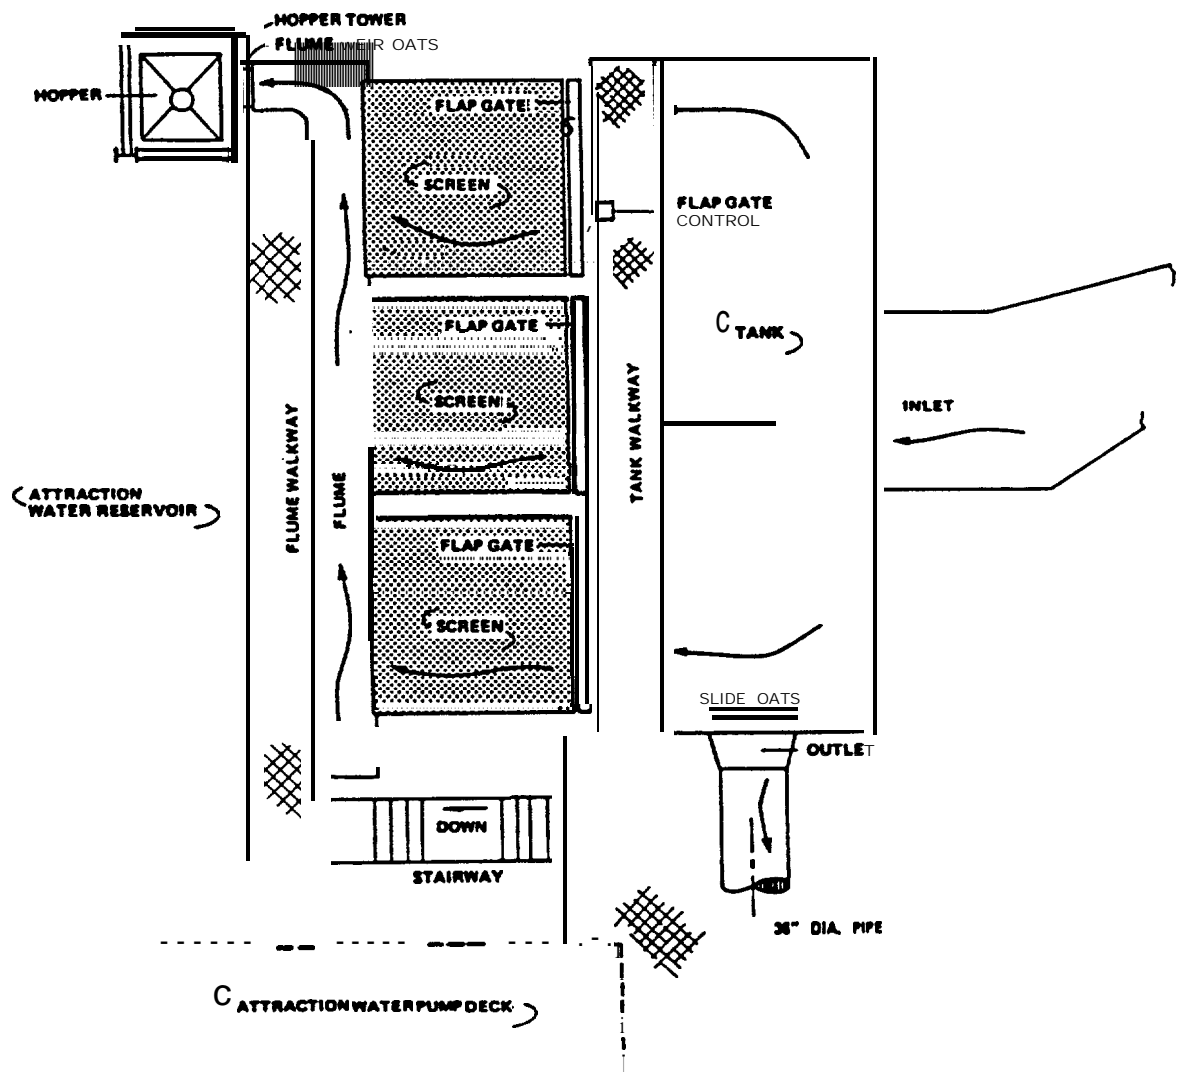 HOPPER TOWER
FLUME WEIR OATS
HOPPER
FLAP GATE
SCREEN
FLAP GATE
CONTROL
FLAP GATE
C TANK
SCREEN
INLET
TANK WALKWAY
FLUME WALKWAY
FLUME
ATTRACTION
WATER RESERVOIR
FLAP GATE
SCREEN
SLIDE OATS
OUTLET
DOWN
STAIRWAY
36" DIA. PIPE
C ATTRACTION WATER PUMP DECK